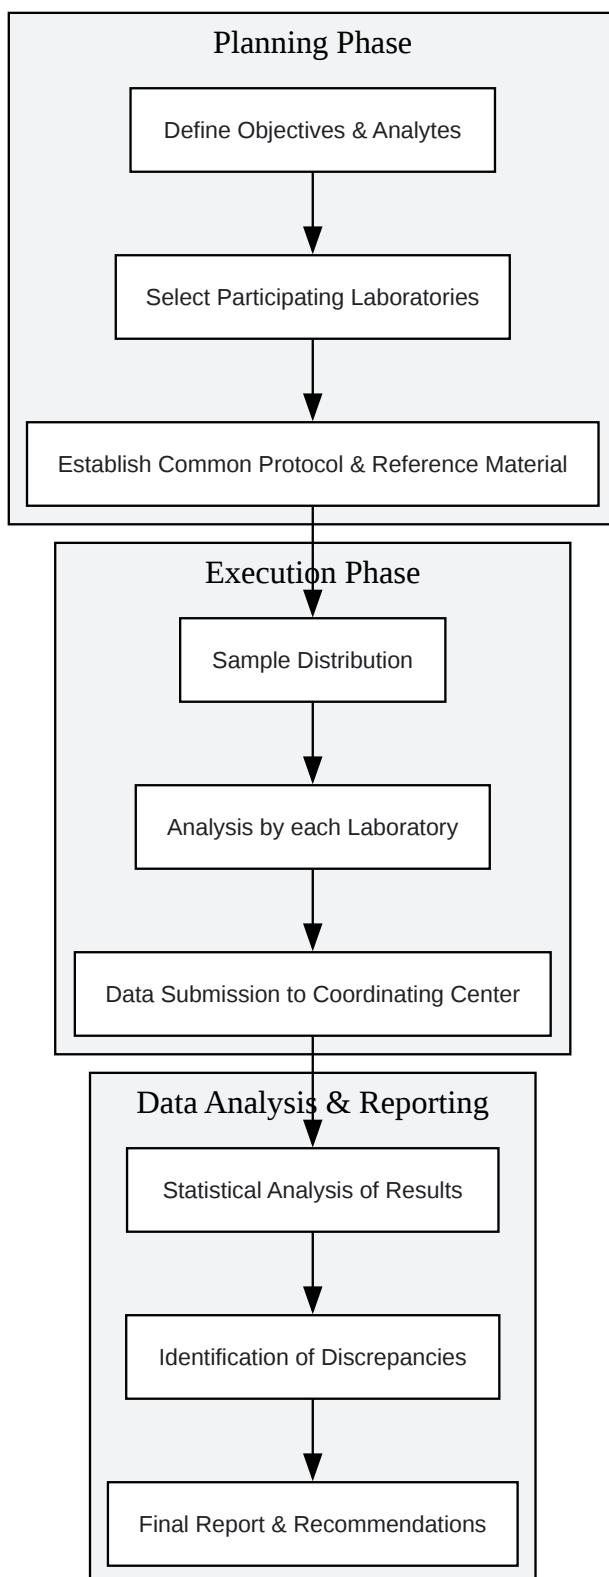 Planning Phase
Define Objectives & Analytes
Select Participating Laboratories
Establish Common Protocol & Reference Material
Execution Phase
Sample Distribution
Analysis by each Laboratory
Data Submission to Coordinating Center
Data Analysis & Reporting
Statistical Analysis of Results
Identification of Discrepancies
Final Report & Recommendations